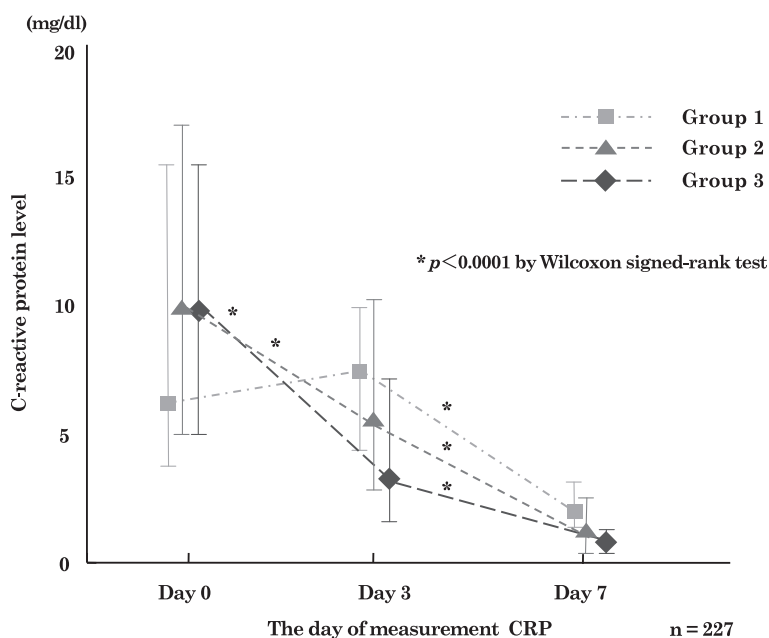 (mg/dl)
20
15
10
5
0
C-reactive protein level
Group 1
Group 2
Group 3
* p<0.0001 by Wilcoxon signed-rank test
*
*
*
*
*
Day 0 Day 3 Day 7
The day of measurement CRP n = 227